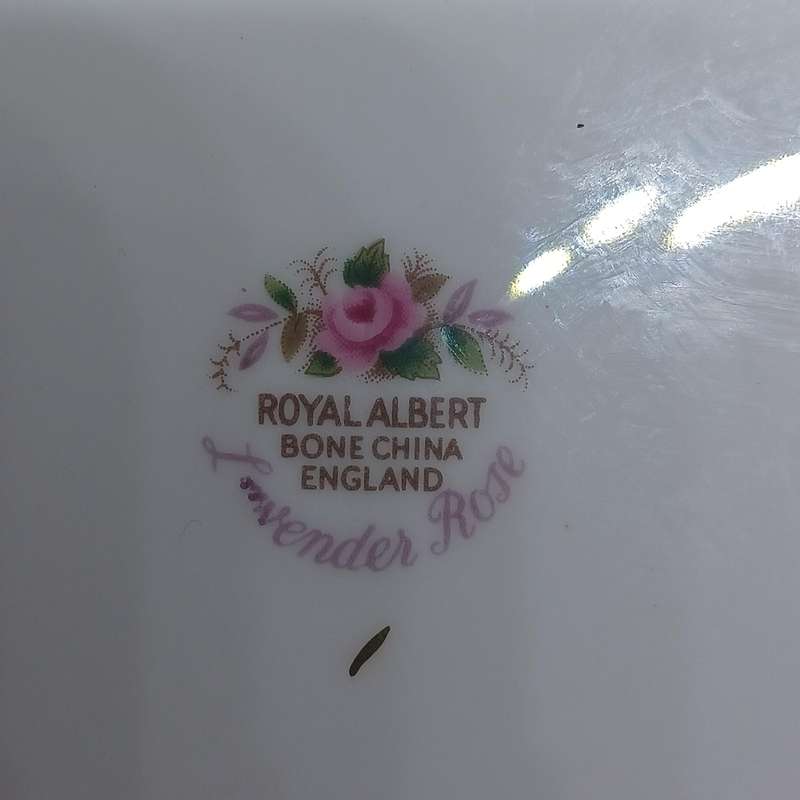 ROYAL ALBERT
BONE CHINA
ENGLAND
Lavender Rose